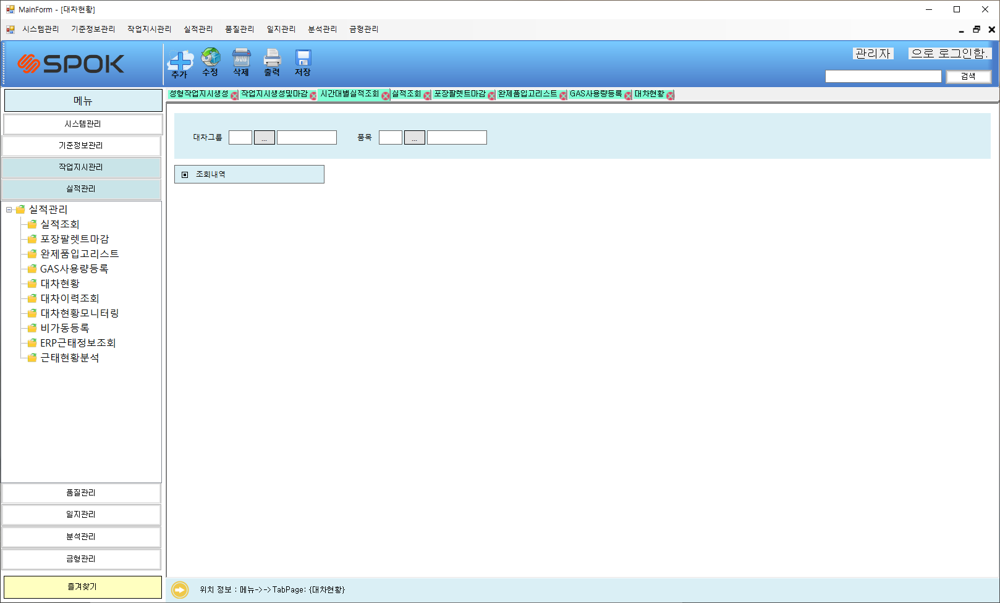 MainForm - [대차현황]
시스템관리 기준정보관리 작업지시관리 실적관리 품질관리 일지관리 분석관리 금형관리
SPOK
추가 수정 삭제 출력 저장
관리자 으로 로그인함.
검색
메뉴
시스템관리
기준정보관리
작업지시관리
실적관리
실적관리
실적조회
포장팔렛트마감
완제품입고리스트
GAS사용량등록
대차현황
대차이력조회
대차현황모니터링
비가동등록
ERP근태정보조회
근태현황분석
품질관리
일지관리
분석관리
금형관리
즐겨찾기
성형작업지시생성 작업지시생성및마감 시간대별실적조회 실적조회 포장팔렛트마감 완제품입고리스트 GAS사용량등록 대차현황
대차그룹 ... 품목 ...
조회내역
위치 정보 : 메뉴->->TabPage: {대차현황}